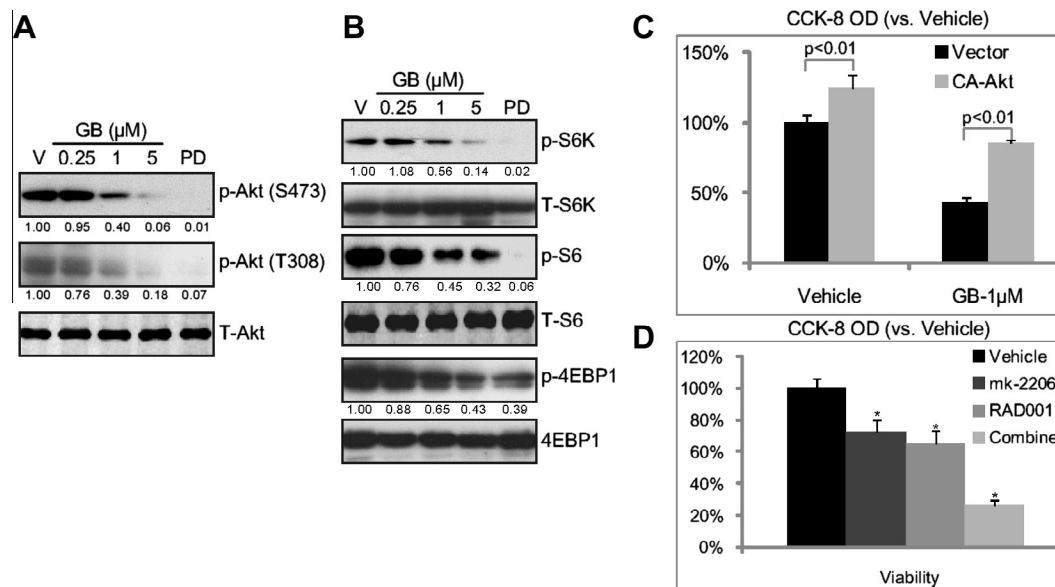 A
GB (µM)
V 0.25 1 5 PD
p-Akt (S473)
1.00 0.95 0.40 0.06 0.01
p-Akt (T308)
1.00 0.76 0.39 0.18 0.07
T-Akt
B
GB (µM)
V 0.25 1 5 PD
p-S6K
1.00 1.08 0.56 0.14 0.02
T-S6K
p-S6
1.00 0.76 0.45 0.32 0.06
T-S6
p-4EBP1
1.00 0.88 0.65 0.43 0.39
4EBP1
C
CCK-8 OD (vs. Vehicle)
150%
100%
50%
0%
p<0.01
p<0.01
Vector
CA-Akt
Vehicle GB-1µM
D
CCK-8 OD (vs. Vehicle)
120%
100%
80%
60%
40%
20%
0%
* * *
Vehicle
mk-2206
RAD001
Combine
Viability